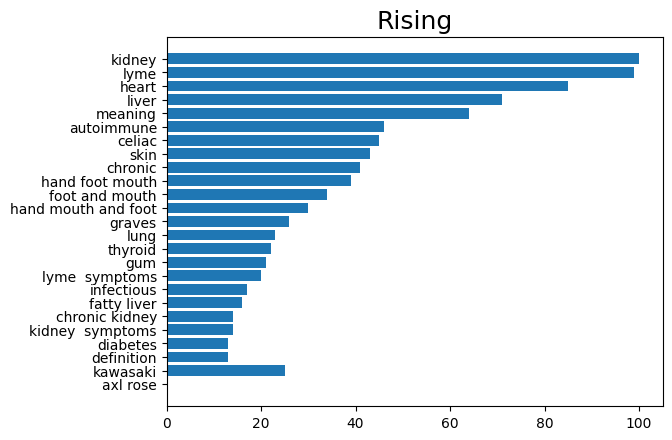 Rising
kidney
lyme
heart
liver
meaning
autoimmune
celiac
skin
chronic
hand foot mouth
foot and mouth
hand mouth and foot
graves
lung
thyroid
gum
lyme  symptoms
infectious
fatty liver
chronic kidney
kidney  symptoms
diabetes
definition
kawasaki
axl rose
0 20 40 60 80 100